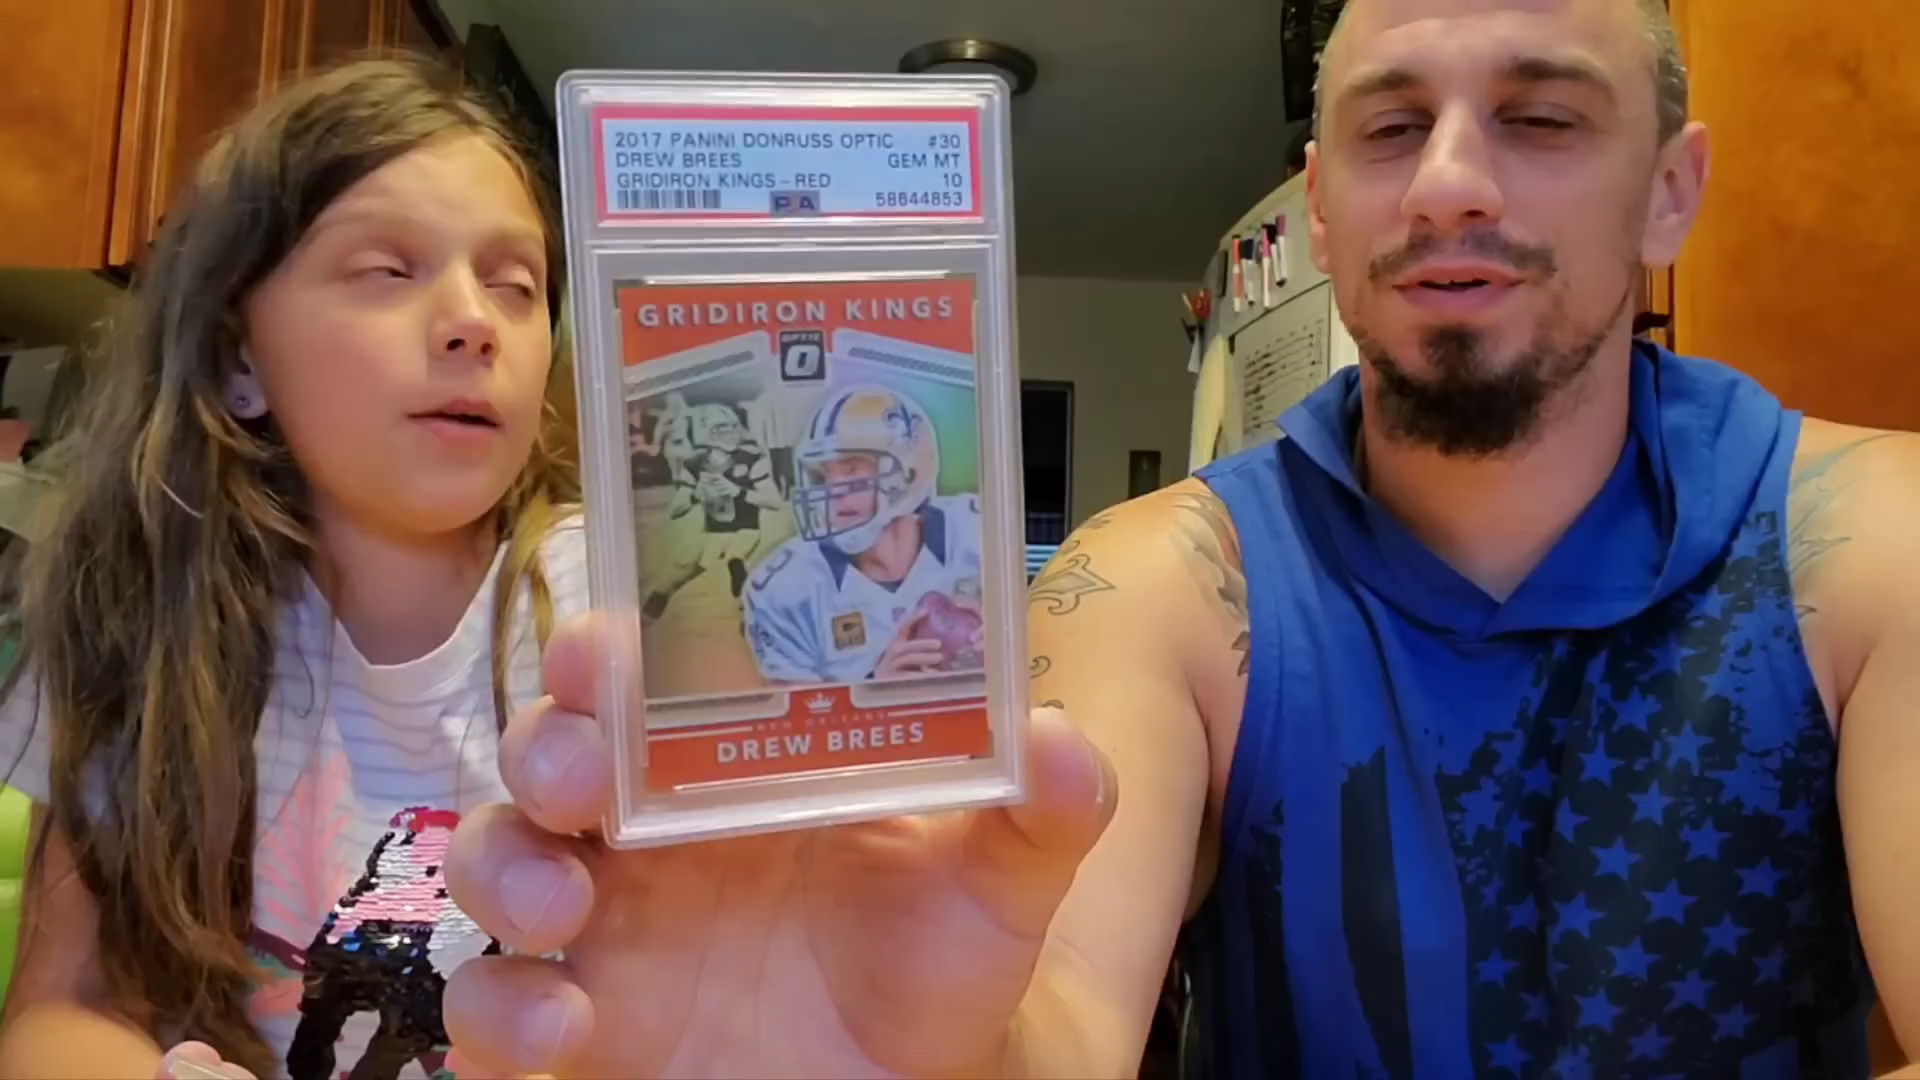 2017 PANINI DONRUSS OPTIC #30
DREW BREES GEM MT
GRIDIRON KINGS - RED 10
PSA 58644853
GRIDIRON KINGS
OPTIC
NEW ORLEANS
DREW BREES